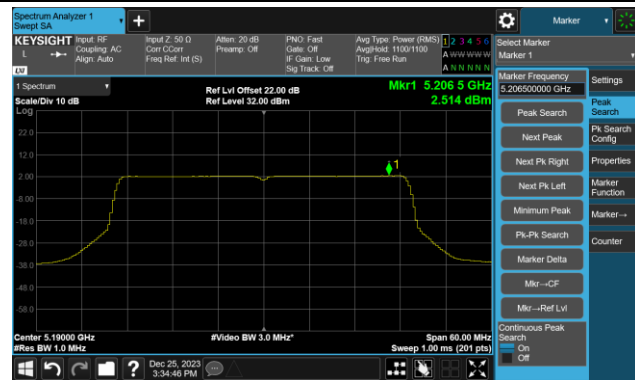 Spectrum Analyzer 1
Swept SA
Marker
KEYSIGHT
L
LXI
Input: RF
Coupling: AC
Align: Auto
Input Z: 50 Ω
Corr CCorr
Freq Ref: Int (S)
Atten: 20 dB
Preamp: Off
PNO: Fast
Gate: Off
IF Gain: Low
Sig Track: Off
Avg Type: Power (RMS)
Avg|Hold: 1100/1100
Trig: Free Run
1 2 3 4 5 6
A W W W W W
A N N N N N
Select Marker
Marker 1
1 Spectrum
Scale/Div 10 dB
Log
Ref Lvl Offset 22.00 dB
Ref Level 32.00 dBm
Mkr1 5.206 5 GHz
2.514 dBm
22.0
12.0
2.00
-8.00
-18.0
-28.0
-38.0
-48.0
-58.0
1
Center 5.19000 GHz
#Res BW 1.0 MHz
#Video BW 3.0 MHz*
Span 60.00 MHz
Sweep 1.00 ms (201 pts)
Marker Frequency
5.206500000 GHz
Peak Search
Next Peak
Next Pk Right
Next Pk Left
Minimum Peak
Pk-Pk Search
Marker Delta
Mkr→CF
Mkr→Ref Lvl
Continuous Peak
Search
On
Off
Settings
Peak
Search
Pk Search
Config
Properties
Marker
Function
Marker→
Counter
?
Dec 25, 2023
3:34:46 PM